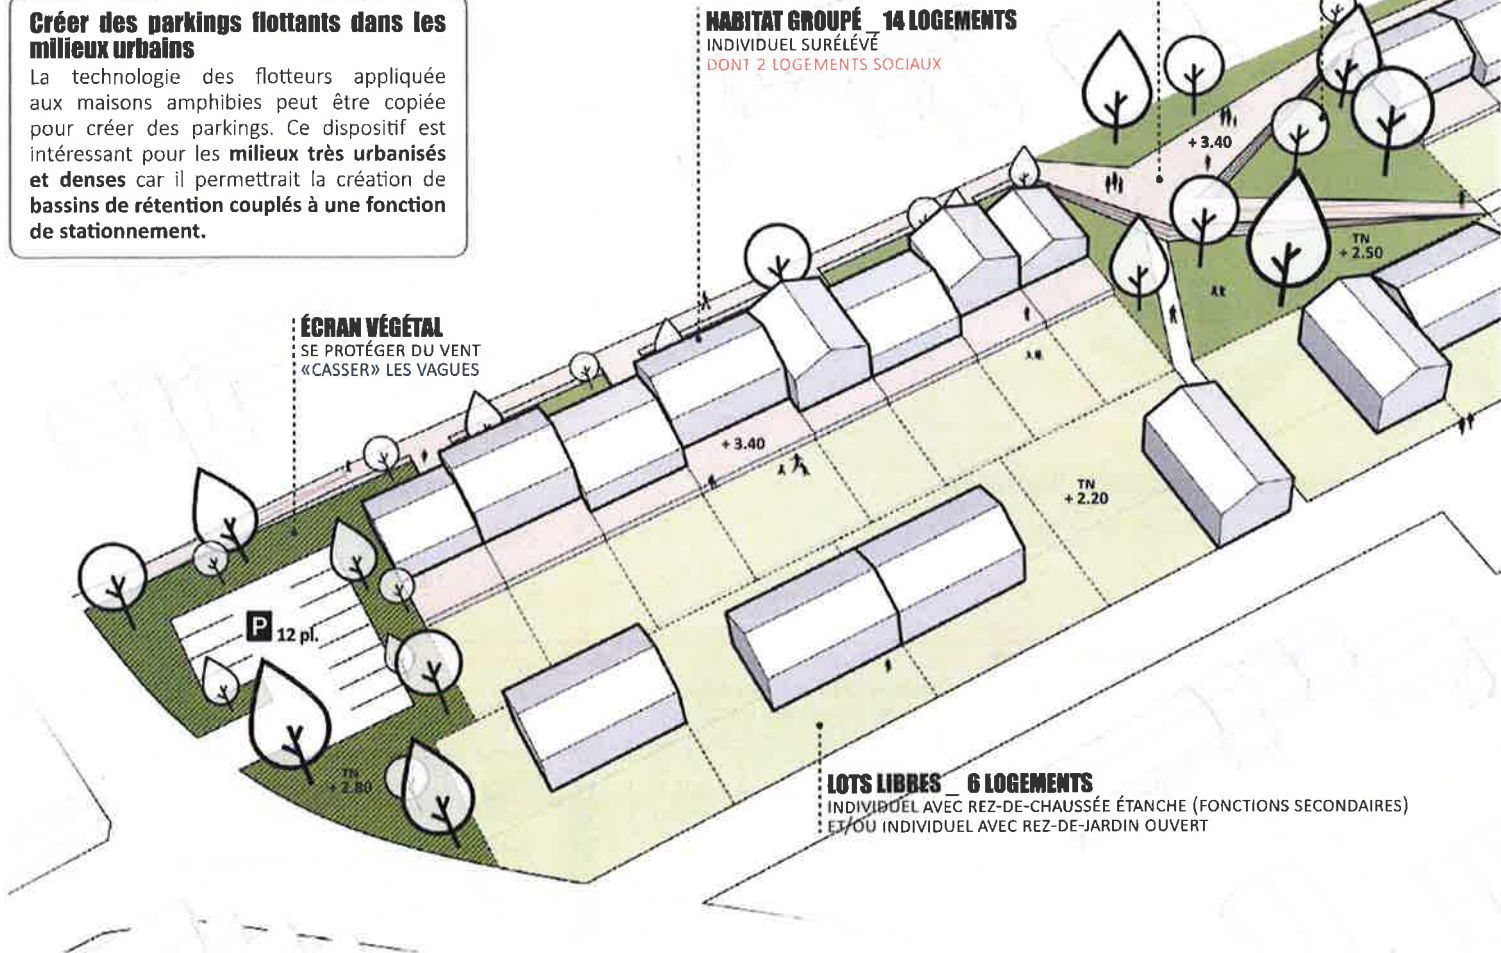 Créer des parkings flottants dans les
milieux urbains
La technologie des flotteurs appliquée
aux maisons amphibies peut être copiée
pour créer des parkings. Ce dispositif est
intéressant pour les milieux très urbanisés
et denses car il permettrait la création de
bassins de rétention couplés à une fonction
de stationnement.
HABITAT GROUPÉ _ 14 LOGEMENTS
INDIVIDUEL SURÉLÉVÉ
DONT 2 LOGEMENTS SOCIAUX
+ 3.40
TN
+ 2.50
ÉCRAN VÉGÉTAL
SE PROTÉGER DU VENT
«CASSER» LES VAGUES
+ 3.40
TN
+ 2.20
P 12 pl.
TN
+ 2.80
LOTS LIBRES _ 6 LOGEMENTS
INDIVIDUEL AVEC REZ-DE-CHAUSSÉE ÉTANCHE (FONCTIONS SECONDAIRES)
ET/OU INDIVIDUEL AVEC REZ-DE-JARDIN OUVERT